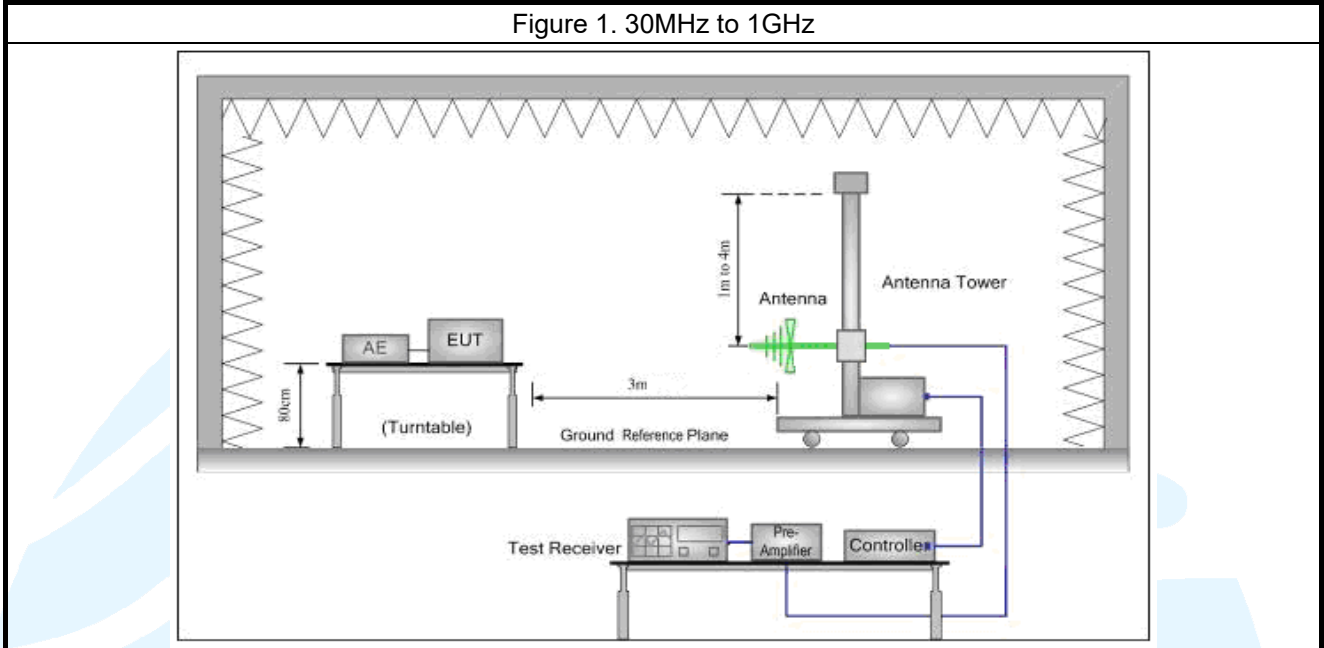 Figure 1. 30MHz to 1GHz
1m to 4m
Antenna
Antenna Tower
AE
EUT
80cm
3m
(Turntable)
Ground Reference Plane
Test Receiver
Pre-
Amplifier
Controller